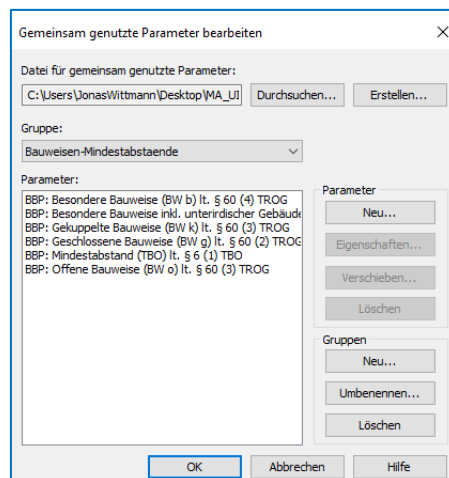 Gemeinsam genutzte Parameter bearbeiten
Datei für gemeinsam genutzte Parameter:
C:\Users\JonasWittmann\Desktop\MA_UI Durchsuchen... Erstellen...
Gruppe:
Bauweisen-Mindestabstaende
Parameter:
BBP: Besondere Bauweise (BW b) lt. § 60 (4) TROG
BBP: Besondere Bauweise inkl. unterirdischer Gebäude
BBP: Gekuppelte Bauweise (BW k) lt. § 60 (3) TROG
BBP: Geschlossene Bauweise (BW g) lt. § 60 (2) TROG
BBP: Mindestabstand (TBO) lt. § 6 (1) TBO
BBP: Offene Bauweise (BW o) lt. § 60 (3) TROG
Parameter
Neu...
Eigenschaften...
Verschieben...
Löschen
Gruppen
Neu...
Umbenennen...
Löschen
OK Abbrechen Hilfe